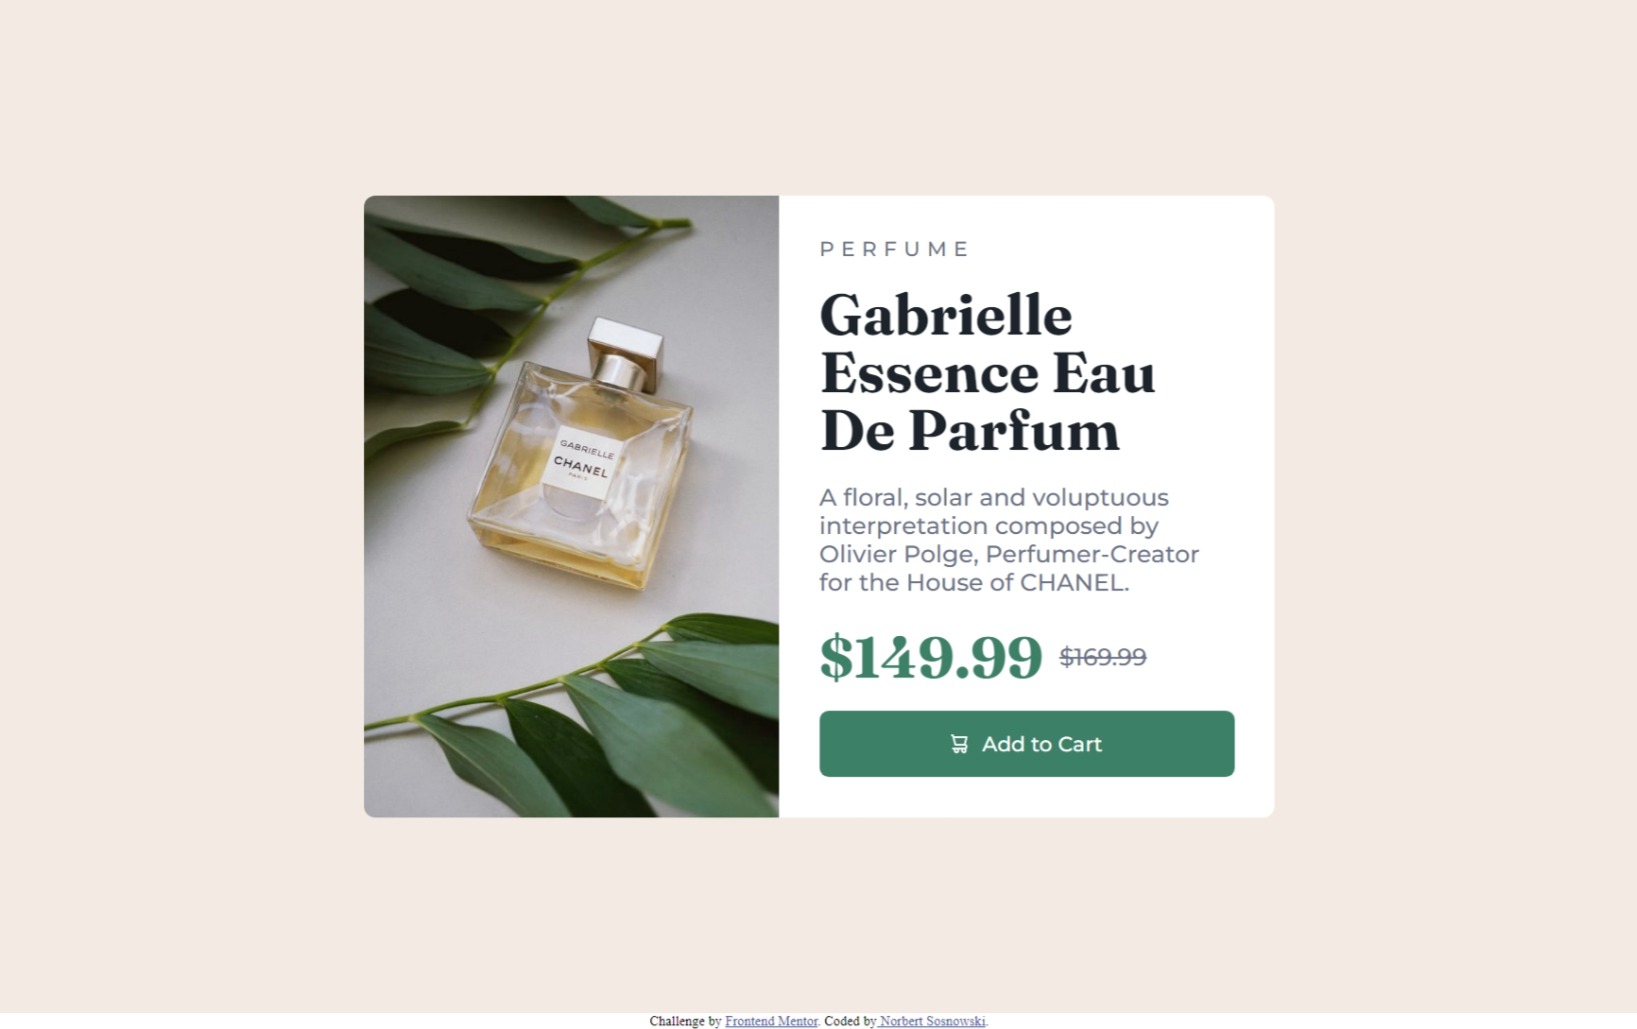 GABRIELLE
CHANEL
PARIS
PERFUME
Gabrielle
Essence Eau
De Parfum
A floral, solar and voluptuous
interpretation composed by
Olivier Polge, Perfumer-Creator
for the House of CHANEL.
$149.99 $169.99
Add to Cart
Challenge by Frontend Mentor. Coded by Norbert Sosnowski.